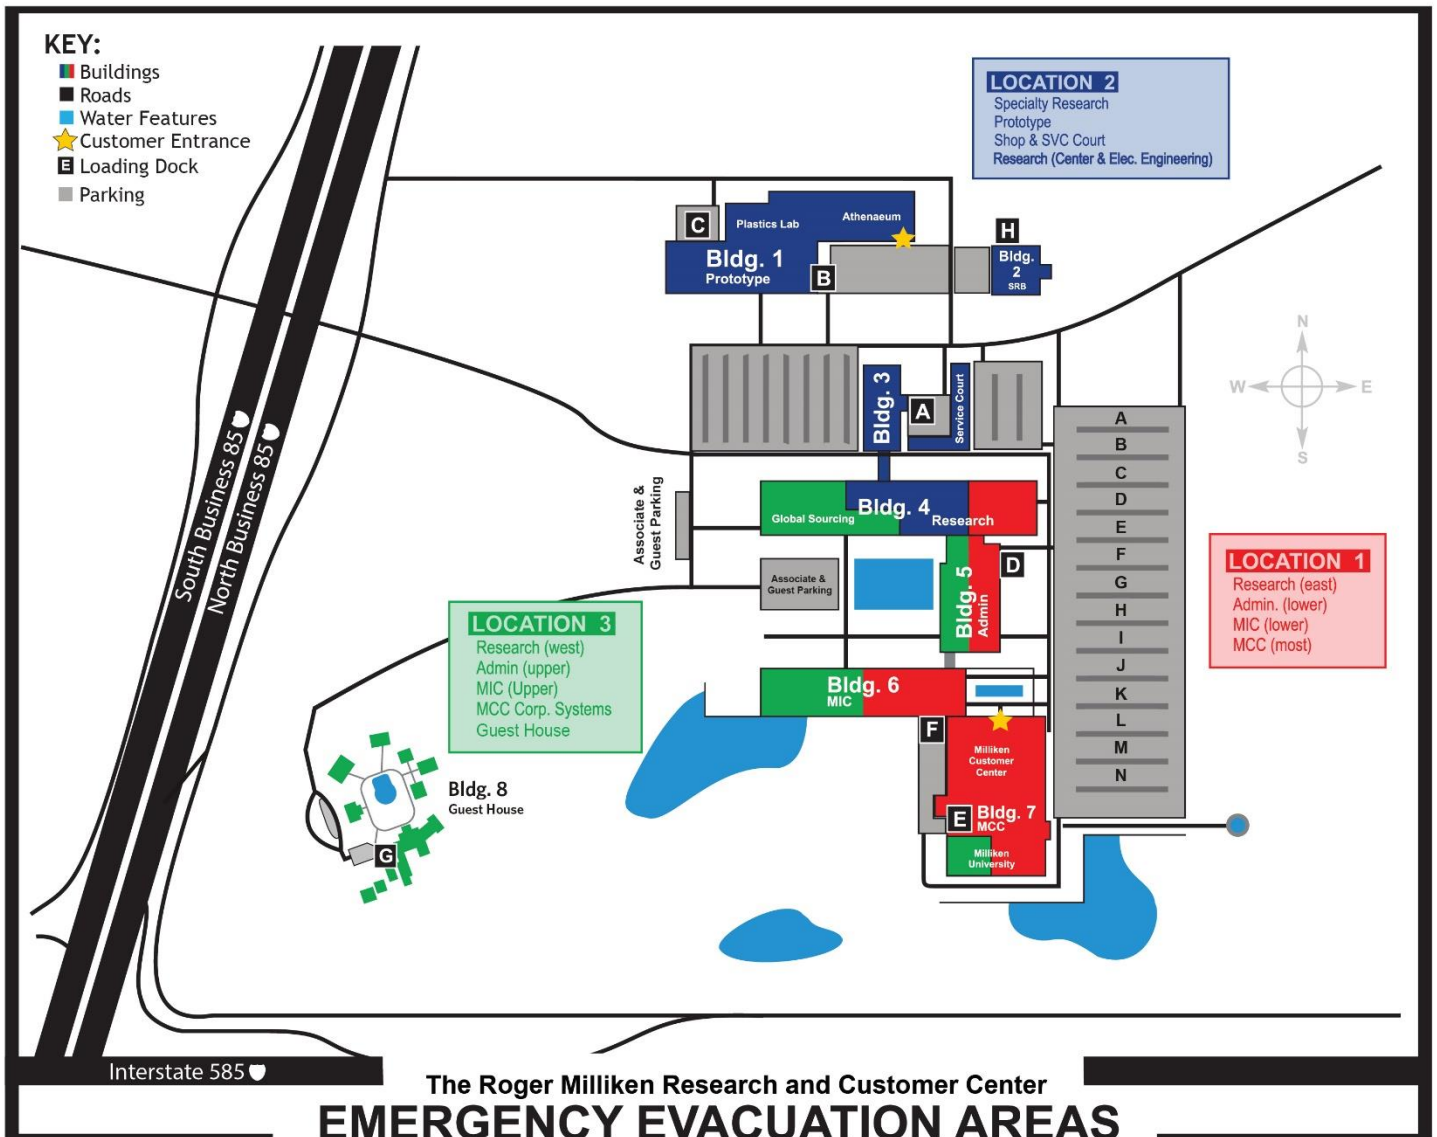 KEY:
Buildings
Roads
Water Features
Customer Entrance
E Loading Dock
Parking
LOCATION 2
Specialty Research
Prototype
Shop & SVC Court
Research (Center & Elec. Engineering)
C
Plastics Lab
Athenaeum
H
Bldg. 1
Prototype
B
Bldg.
2
SRB
N
W
E
S
Bldg. 3
A
Service Court
A
B
C
D
E
F
G
H
I
J
K
L
M
N
South Business 85
North Business 85
Associate &
Guest Parking
Bldg. 4
Global Sourcing
Research
D
Associate &
Guest Parking
Bldg. 5
Admin
LOCATION 1
Research (east)
Admin. (lower)
MIC (lower)
MCC (most)
LOCATION 3
Research (west)
Admin (upper)
MIC (Upper)
MCC Corp. Systems
Guest House
Bldg. 6
MIC
F
Milliken
Customer
Center
Bldg. 8
Guest House
E
Bldg. 7
MCC
G
Milliken
University
Interstate 585
The Roger Milliken Research and Customer Center
EMERGENCY EVACUATION AREAS